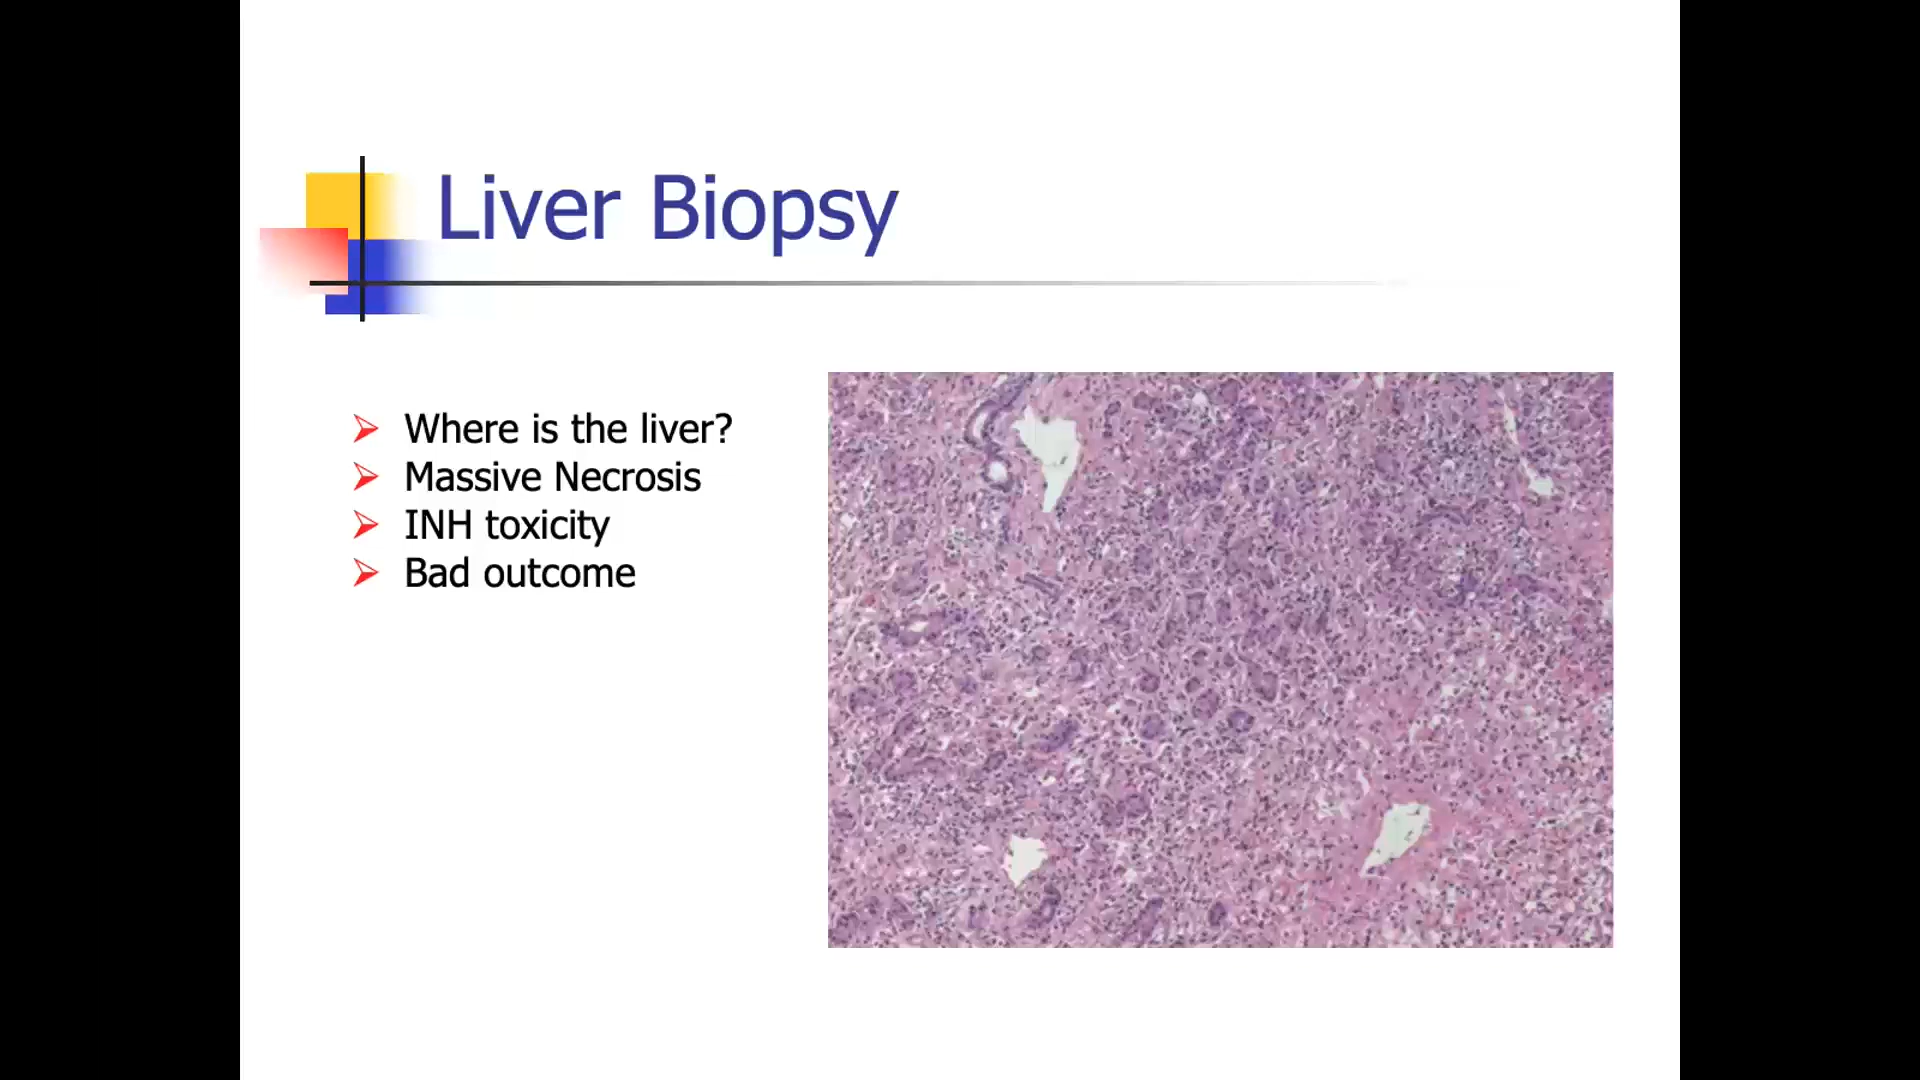 Liver Biopsy
Where is the liver?
Massive Necrosis
INH toxicity
Bad outcome